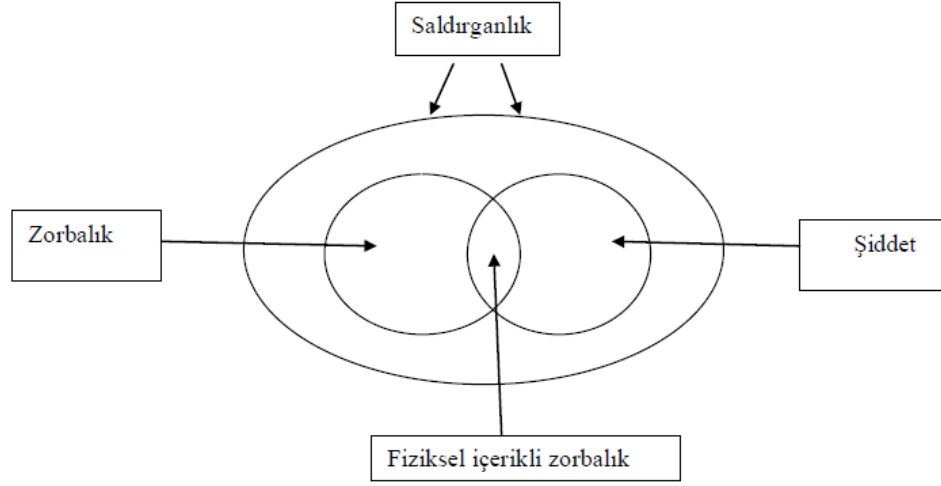 Saldırganlık
Zorbalık
Şiddet
Fiziksel içerikli zorbalık